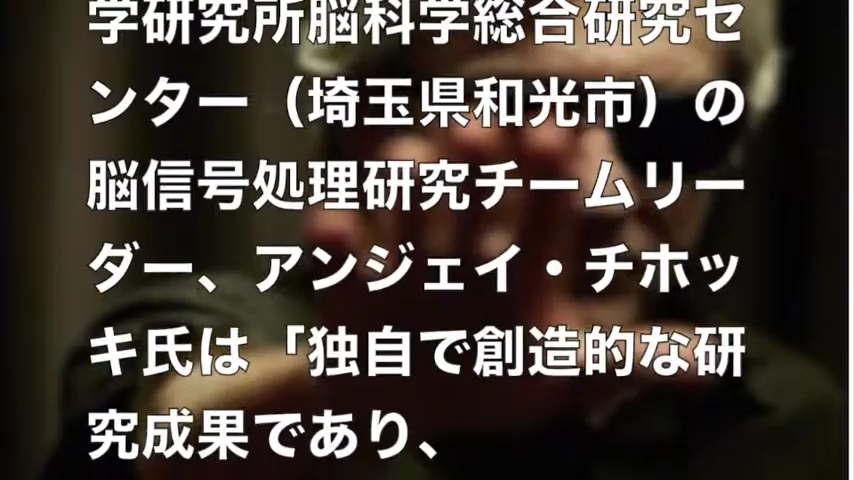 学研究所脳科学総合研究セ
ンター（埼玉県和光市）の
脳信号処理研究チームリー
ダー、アンジェイ・チホッ
キ氏は「独自で創造的な研
究成果であり、